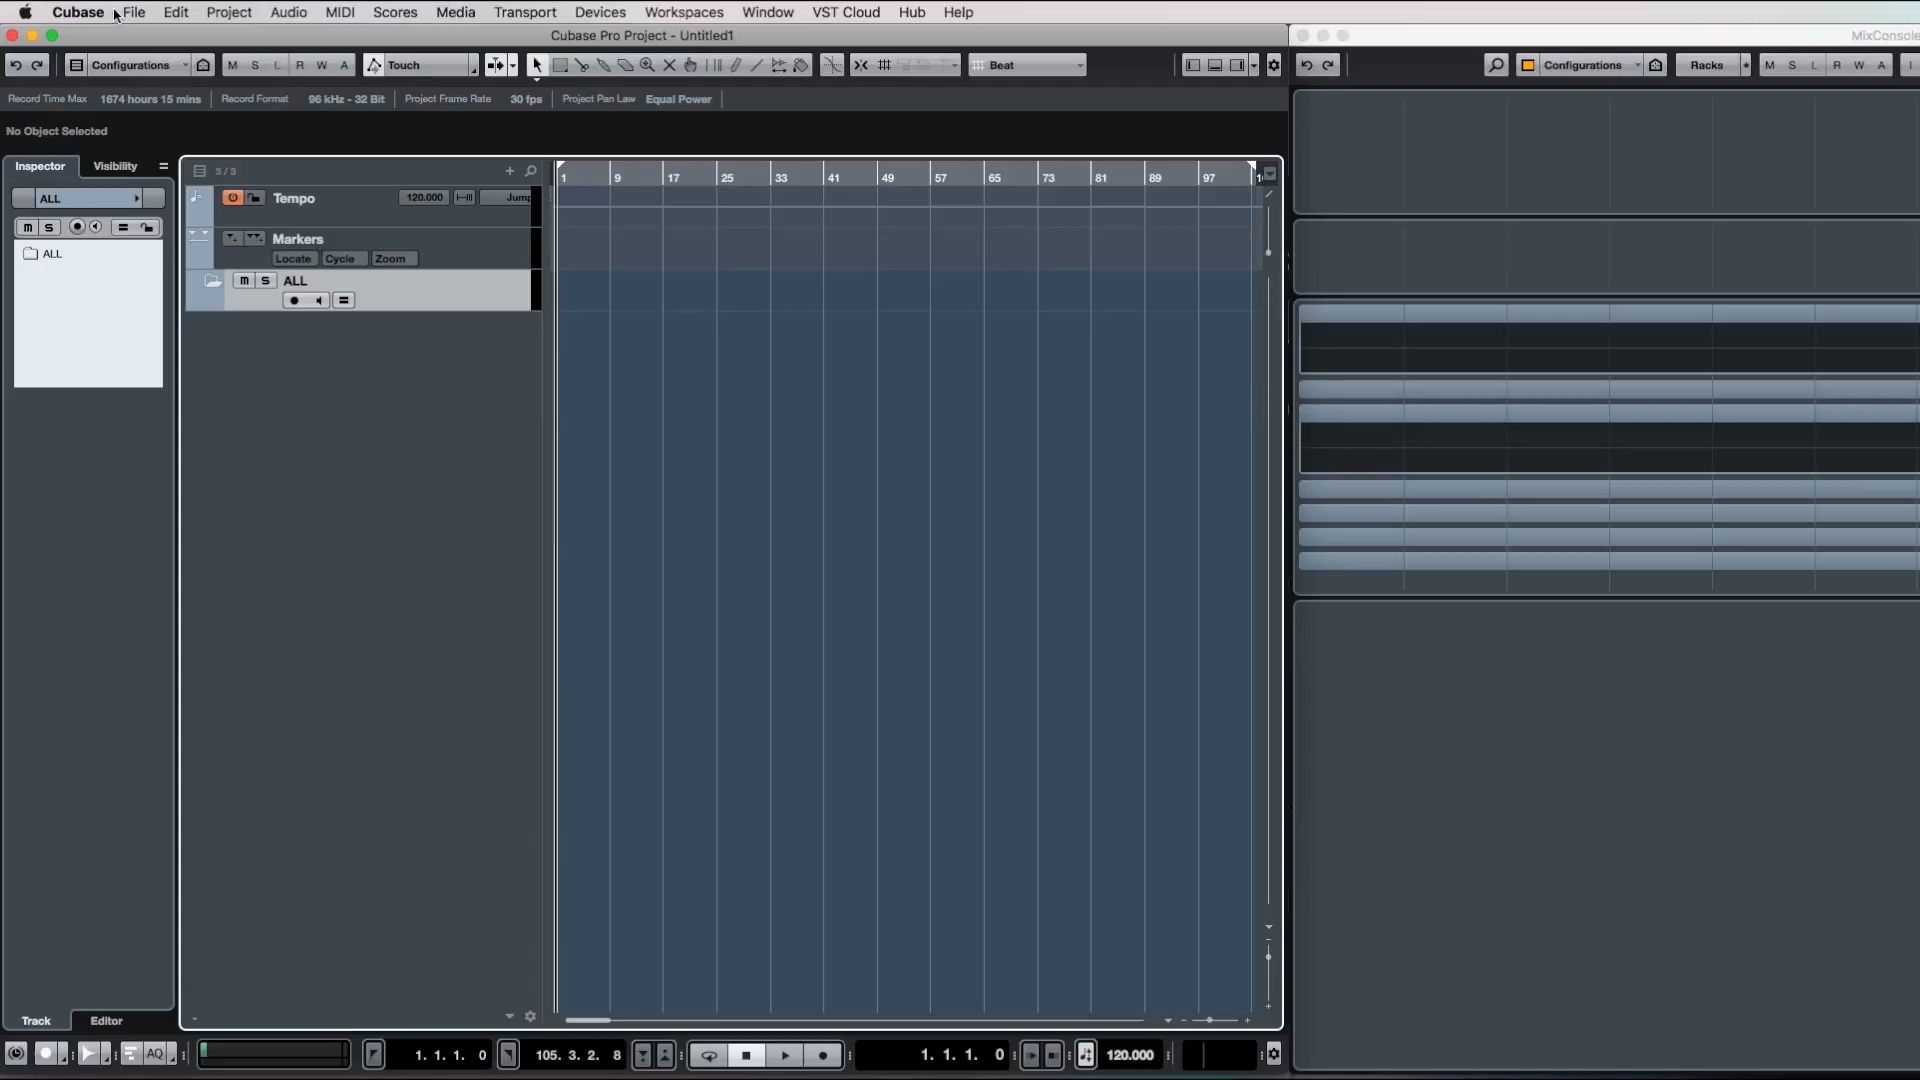 Cubase File Edit Project Audio MIDI Scores Media Transport Devices Workspaces Window VST Cloud Hub Help
Cubase Pro Project - Untitled1
MixConsole
Configurations M S L R W A Touch Beat
Configurations Racks M S L R W A
Record Time Max 1674 hours 15 mins Record Format 96 kHz - 32 Bit Project Frame Rate 30 fps Project Pan Law Equal Power
No Object Selected
Inspector Visibility
3/3
1 9 17 25 33 41 49 57 65 73 81 89 97
ALL
Tempo 120.000 Jump
m S
Markers
Locate Cycle Zoom
ALL
m S ALL
Track Editor
AQ 1. 1. 1. 0 105. 3. 2. 8 1. 1. 1. 0 120.000